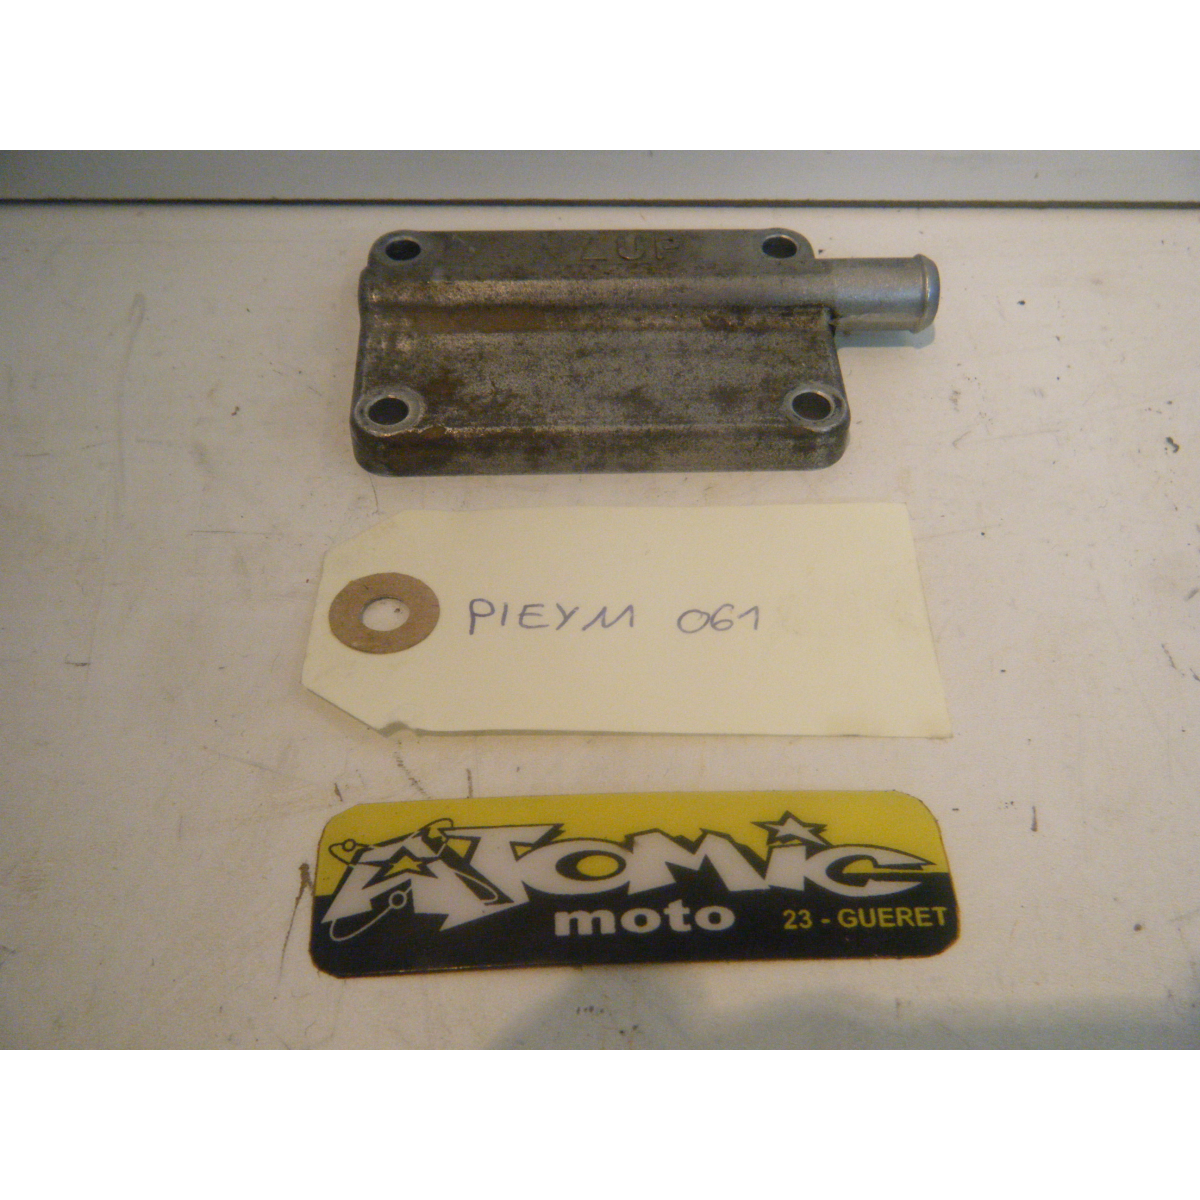 ZUP
PIEYM 061
ATOMIC
moto
23 - GUERET